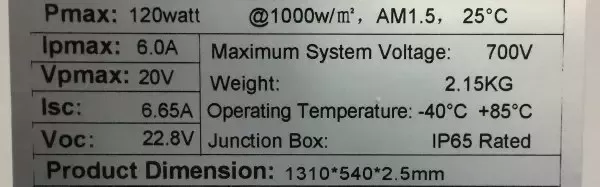 Pmax: 120watt @1000w/㎡, AM1.5, 25°C
Ipmax: 6.0A
Vpmax: 20V
Isc: 6.65A
Voc: 22.8V
Maximum System Voltage: 700V
Weight: 2.15KG
Operating Temperature: -40°C +85°C
Junction Box: IP65 Rated
Product Dimension: 1310*540*2.5mm